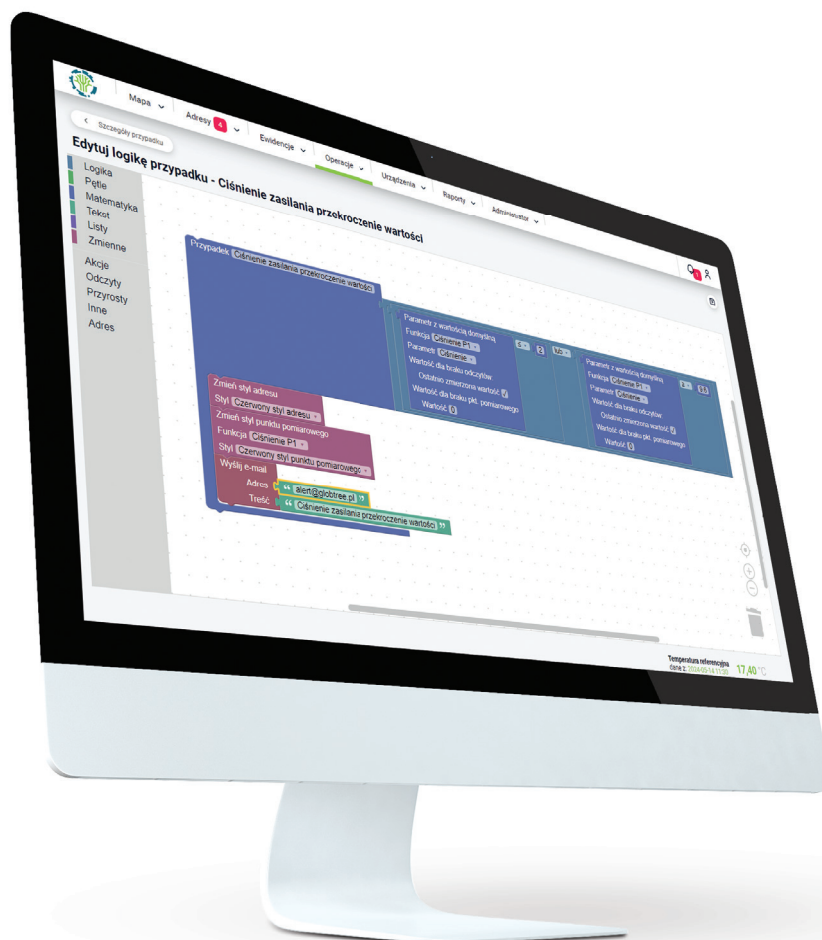 Mapa
Adresy 4
Ewidencje
Operacje
Urządzenia
Raporty
Administrator
1
Szczegóły przypadku
Edytuj logikę przypadku - Ciśnienie zasilania przekroczenie wartości
Logika
Pętle
Matematyka
Tekst
Listy
Zmienne
Akcje
Odczyty
Przyrosty
Inne
Adres
Przypadek Ciśnienie zasilania przekroczenie wartości
Parametr z wartością domyślną
Funkcja Ciśnienie P1
Parametr Ciśnienie
Wartość dla braku odczytów
Ostatnio zmierzona wartość
Wartość dla braku pkt. pomiarowego
Wartość 0
≤ 2 lub
Parametr z wartością domyślną
Funkcja Ciśnienie P1
Parametr Ciśnienie
Wartość dla braku odczytów
Ostatnio zmierzona wartość
Wartość dla braku pkt. pomiarowego
Wartość
Zmień styl adresu
Styl Czerwony styl adresu
Zmień styl punktu pomiarowego
Funkcja Ciśnienie P1
Styl Czerwony styl punktu pomiarowego
Wyślij e-mail
Adres “ alert@globtree.pl ”
Treść “ Ciśnienie zasilania przekroczenie wartości ”
Temperatura referencyjna
dane z: 17,40 °C